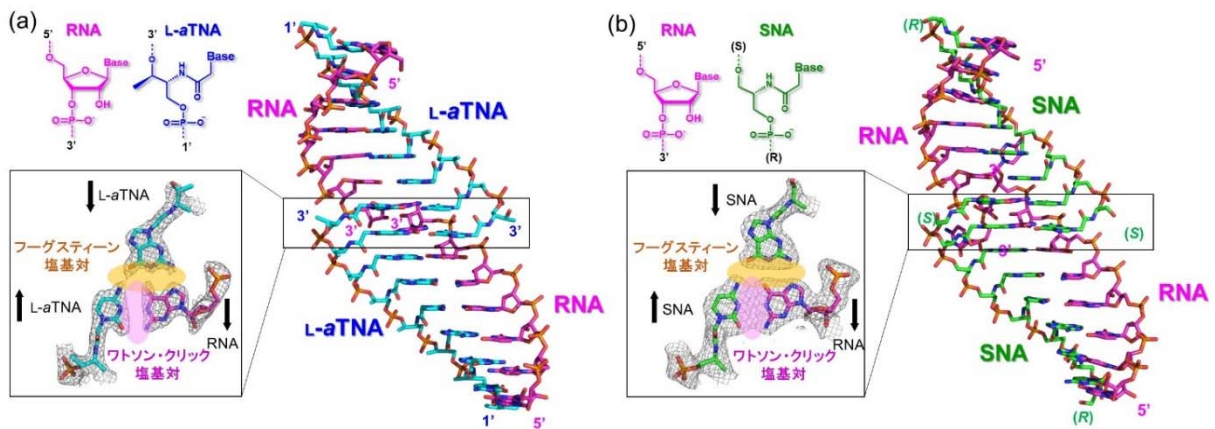 (a)
RNA
L-aTNA
5'
3'
Base
O
OH
O
O-P-O⁻
O
3'
O
H
N
Base
O
O
O-P-O⁻
O
1'
1'
5'
RNA
L-aTNA
3'
3'
3'
3'
L-aTNA
RNA
1'
5'
L-aTNA
フーグスティーン
塩基対
L-aTNA
RNA
ワトソン・クリック
塩基対
(b)
RNA
SNA
5'
(S)
Base
O
OH
O
O-P-O⁻
O
3'
O
H
N
Base
O
O
O-P-O⁻
O
(R)
(R)
5'
SNA
RNA
3'
(S)
(S)
3'
RNA
SNA
5'
(R)
SNA
フーグスティーン
塩基対
SNA
RNA
ワトソン・クリック
塩基対